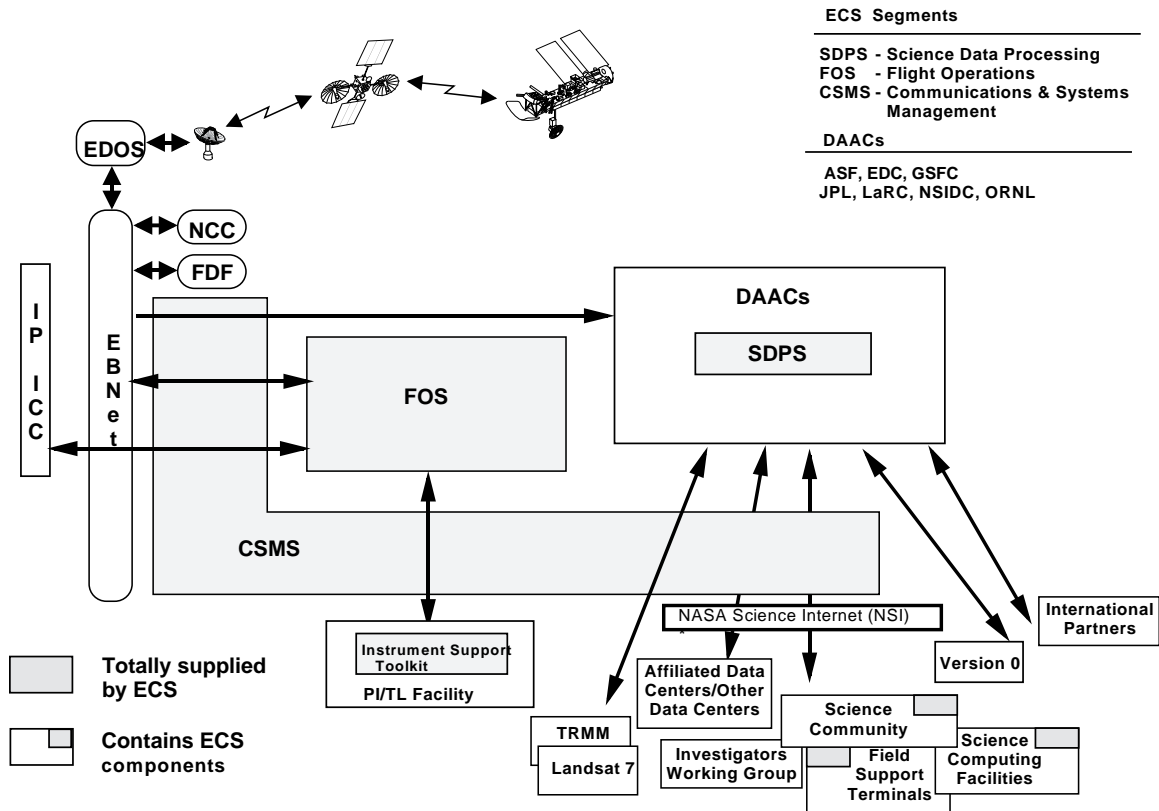 ECS Segments
SDPS - Science Data Processing
FOS - Flight Operations
CSMS - Communications & Systems
Management
DAACs
ASF, EDC, GSFC
JPL, LaRC, NSIDC, ORNL
EDOS
NCC
FDF
IP ICC
EBNet
DAACs
SDPS
FOS
CSMS
NASA Science Internet (NSI)
*
Instrument Support
Toolkit
PI/TL Facility
International
Partners
Version 0
Affiliated Data
Centers/Other
Data Centers
Science
Community
TRMM
Landsat 7
Investigators
Working Group
Field
Support
Terminals
Science
Computing
Facilities
Totally supplied
by ECS
Contains ECS
components